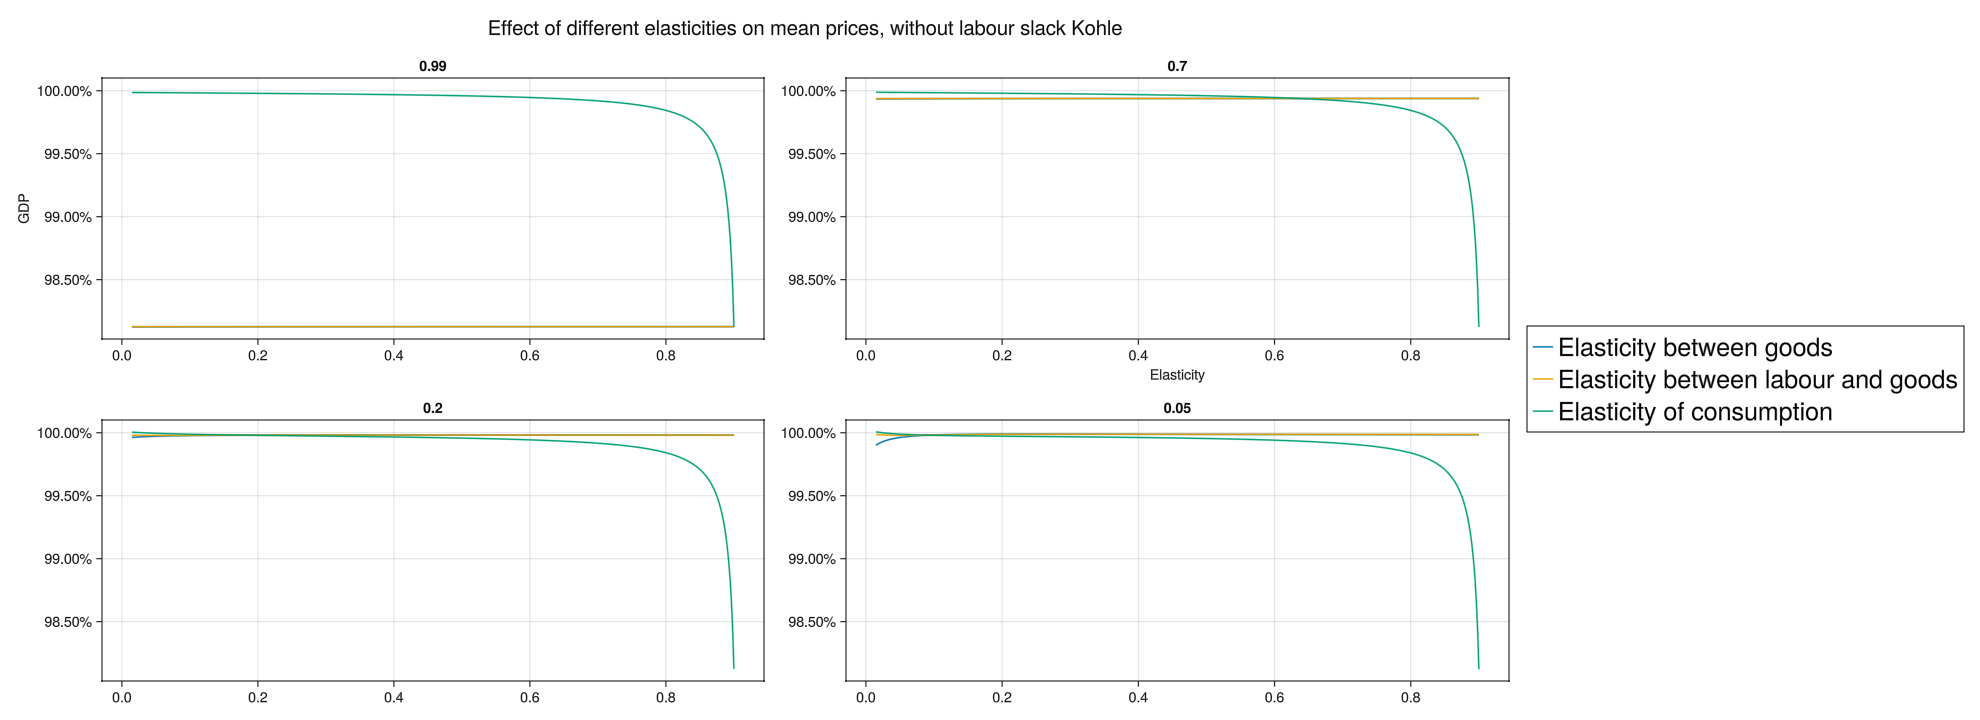 Effect of different elasticities on mean prices, without labour slack Kohle
0.99
100.00%
99.50%
99.00%
98.50%
GDP
0.0 0.2 0.4 0.6 0.8
0.7
100.00%
99.50%
99.00%
98.50%
0.0 0.2 0.4 0.6 0.8
Elasticity
0.2
100.00%
99.50%
99.00%
98.50%
0.0 0.2 0.4 0.6 0.8
0.05
100.00%
99.50%
99.00%
98.50%
0.0 0.2 0.4 0.6 0.8
Elasticity between goods
Elasticity between labour and goods
Elasticity of consumption